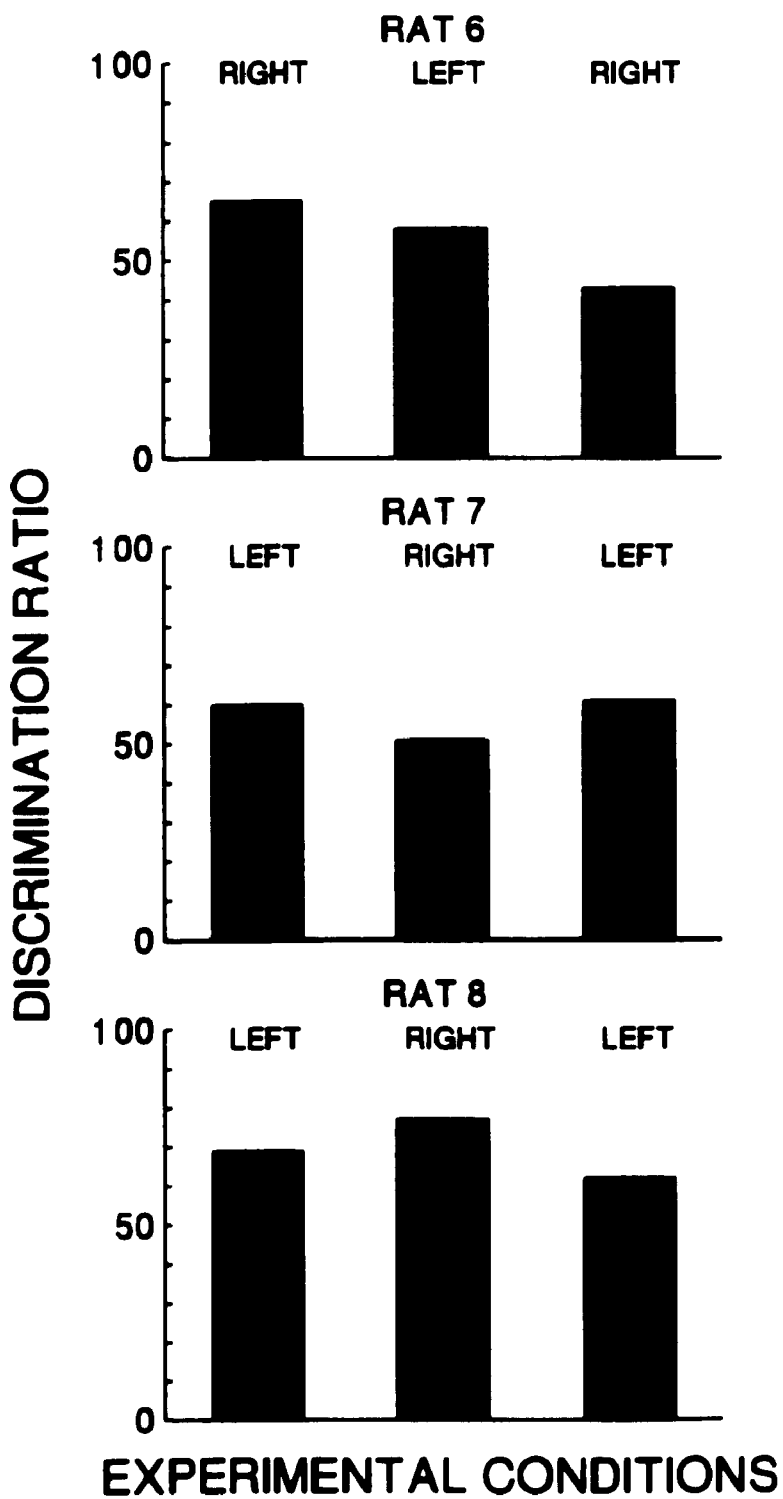 RAT 6
100 RIGHT LEFT RIGHT
50
0
RAT 7
100 LEFT RIGHT LEFT
50
0
RAT 8
100 LEFT RIGHT LEFT
50
0
DISCRIMINATION RATIO
EXPERIMENTAL CONDITIONS